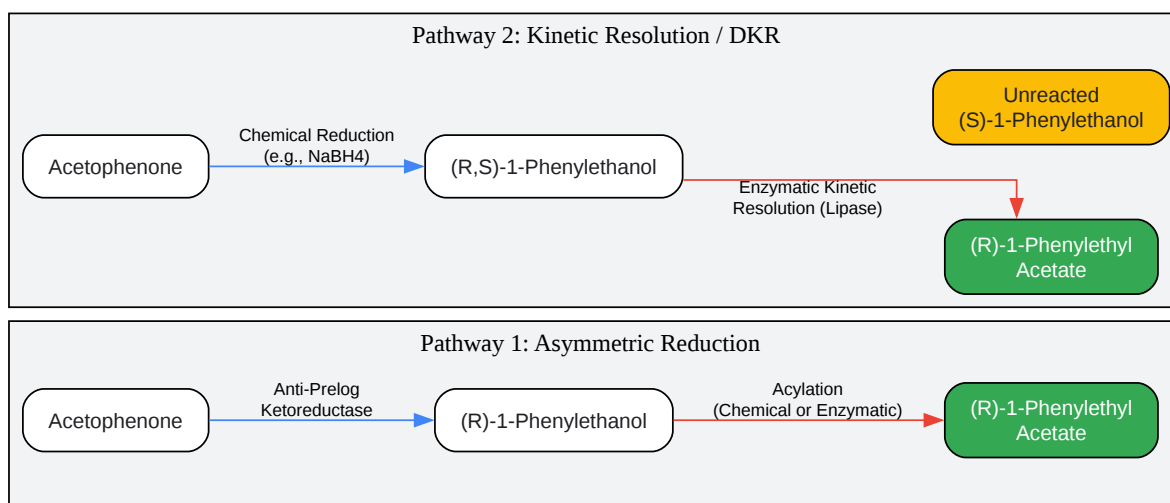 Pathway 2: Kinetic Resolution / DKR
Unreacted
(S)-1-Phenylethanol
Acetophenone
Chemical Reduction
(e.g., NaBH4)
(R,S)-1-Phenylethanol
Enzymatic Kinetic
Resolution (Lipase)
(R)-1-Phenylethyl
Acetate
Pathway 1: Asymmetric Reduction
Acetophenone
Anti-Prelog
Ketoreductase
(R)-1-Phenylethanol
Acylation
(Chemical or Enzymatic)
(R)-1-Phenylethyl
Acetate